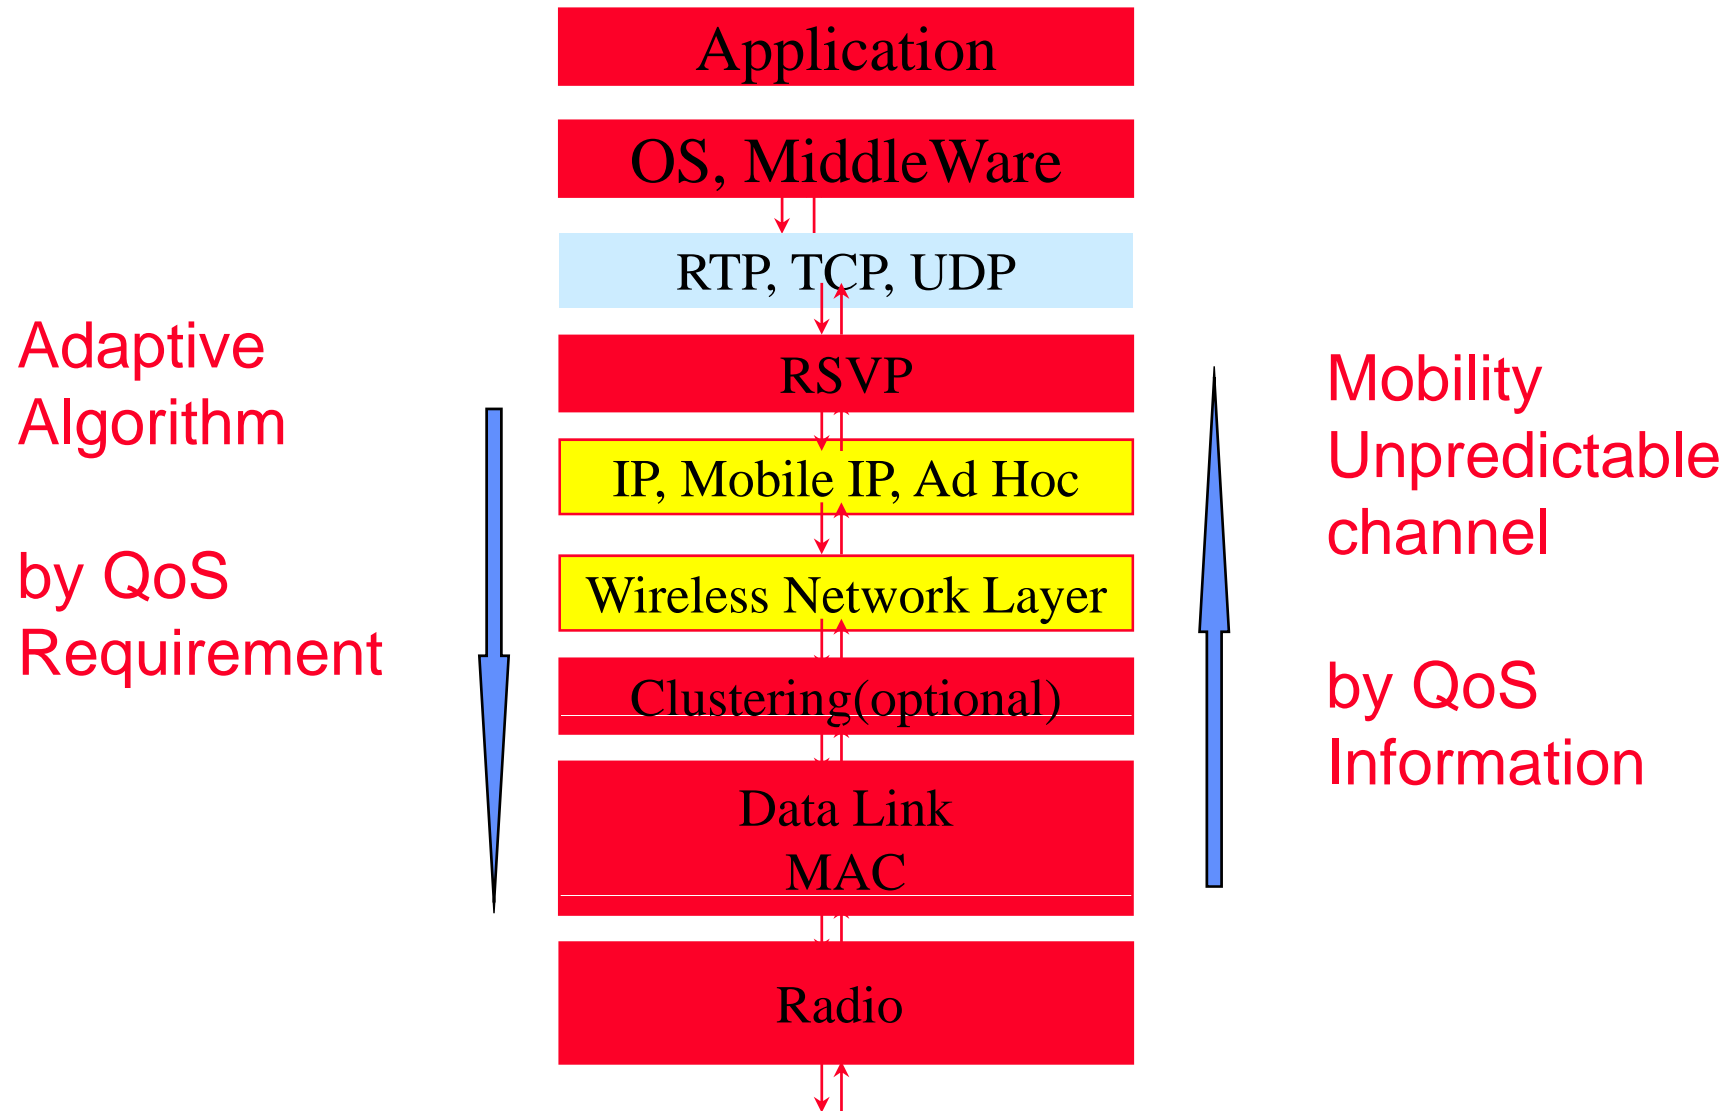 Application
OS, MiddleWare
RTP, TCP, UDP
RSVP
IP, Mobile IP, Ad Hoc
Wireless Network Layer
Clustering(optional)
Data Link
MAC
Radio
Adaptive
Algorithm
by QoS
Requirement
Mobility
Unpredictable
channel
by QoS
Information